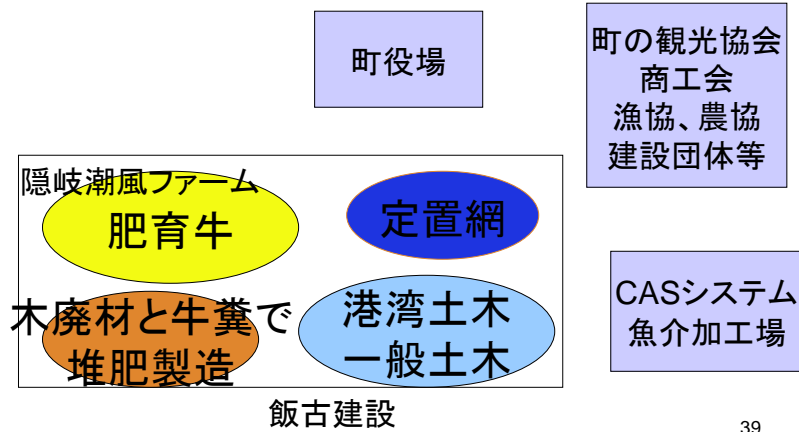 町役場
町の観光協会
商工会
漁協、農協
建設団体等
隠岐潮風ファーム
肥育牛
定置網
木廃材と牛糞で
堆肥製造
港湾土木
一般土木
CASシステム
魚介加工場
飯古建設
39